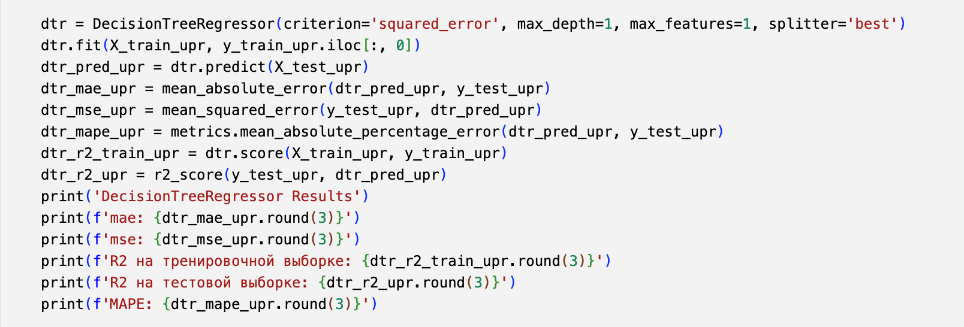 dtr = DecisionTreeRegressor(criterion='squared_error', max_depth=1, max_features=1, splitter='best')
dtr.fit(X_train_upr, y_train_upr.iloc[:, 0])
dtr_pred_upr = dtr.predict(X_test_upr)
dtr_mae_upr = mean_absolute_error(dtr_pred_upr, y_test_upr)
dtr_mse_upr = mean_squared_error(y_test_upr, dtr_pred_upr)
dtr_mape_upr = metrics.mean_absolute_percentage_error(dtr_pred_upr, y_test_upr)
dtr_r2_train_upr = dtr.score(X_train_upr, y_train_upr)
dtr_r2_upr = r2_score(y_test_upr, dtr_pred_upr)
print('DecisionTreeRegressor Results')
print(f'mae: {dtr_mae_upr.round(3)}')
print(f'mse: {dtr_mse_upr.round(3)}')
print(f'R2 на тренировочной выборке: {dtr_r2_train_upr.round(3)}')
print(f'R2 на тестовой выборке: {dtr_r2_upr.round(3)}')
print(f'MAPE: {dtr_mape_upr.round(3)}')